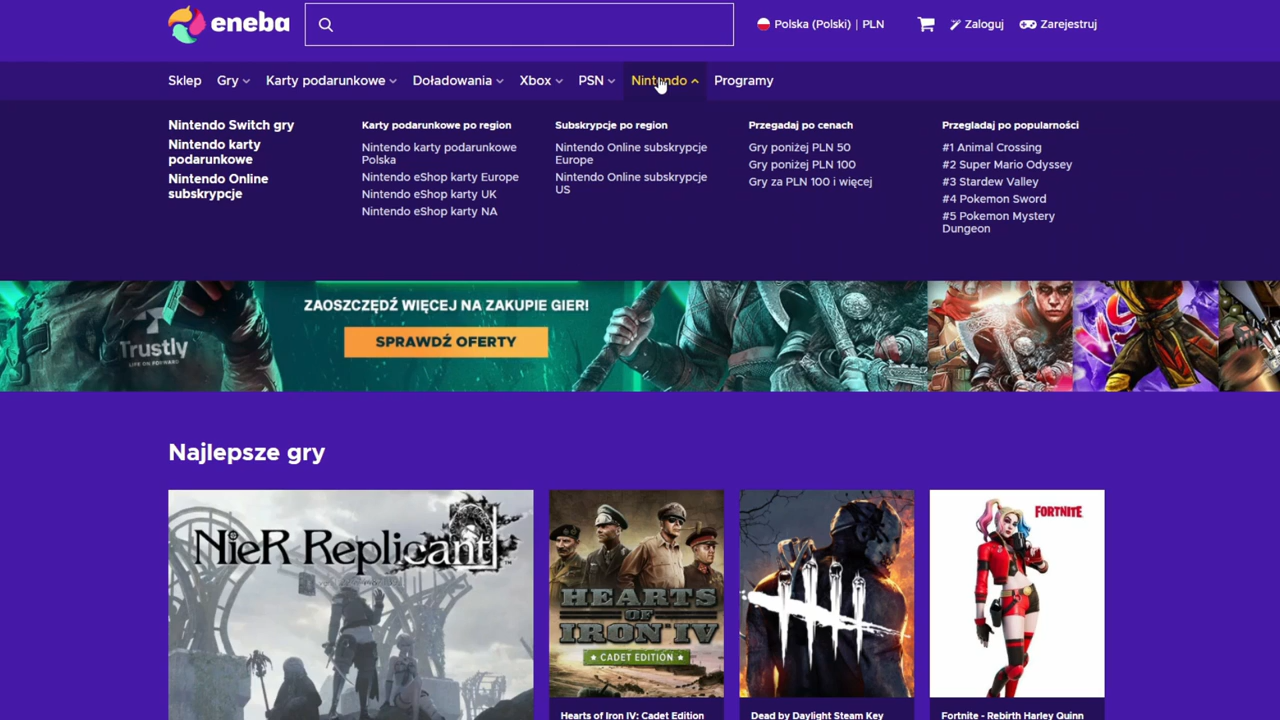 eneba
Polska (Polski) | PLN
Zaloguj
Zarejestruj
Sklep
Gry
Karty podarunkowe
Doładowania
Xbox
PSN
Nintendo
Programy
Nintendo Switch gry
Nintendo karty
podarunkowe
Nintendo Online
subskrypcje
Karty podarunkowe po region
Nintendo karty podarunkowe
Polska
Nintendo eShop karty Europe
Nintendo eShop karty UK
Nintendo eShop karty NA
Subskrypcje po region
Nintendo Online subskrypcje
Europe
Nintendo Online subskrypcje
US
Przegadaj po cenach
Gry poniżej PLN 50
Gry poniżej PLN 100
Gry za PLN 100 i więcej
Przegladaj po popularności
#1 Animal Crossing
#2 Super Mario Odyssey
#3 Stardew Valley
#4 Pokemon Sword
#5 Pokemon Mystery
Dungeon
Trustly
LIFE ON FORWARD
ZAOSZCZĘDŹ WIĘCEJ NA ZAKUPIE GIER!
SPRAWDŹ OFERTY
Najlepsze gry
NieR Replicant
HEARTS
OF
IRON IV
CADET EDITION
FORTNITE
Hearts of Iron IV: Cadet Edition
Dead by Daylight Steam Key
Fortnite - Rebirth Harley Quinn